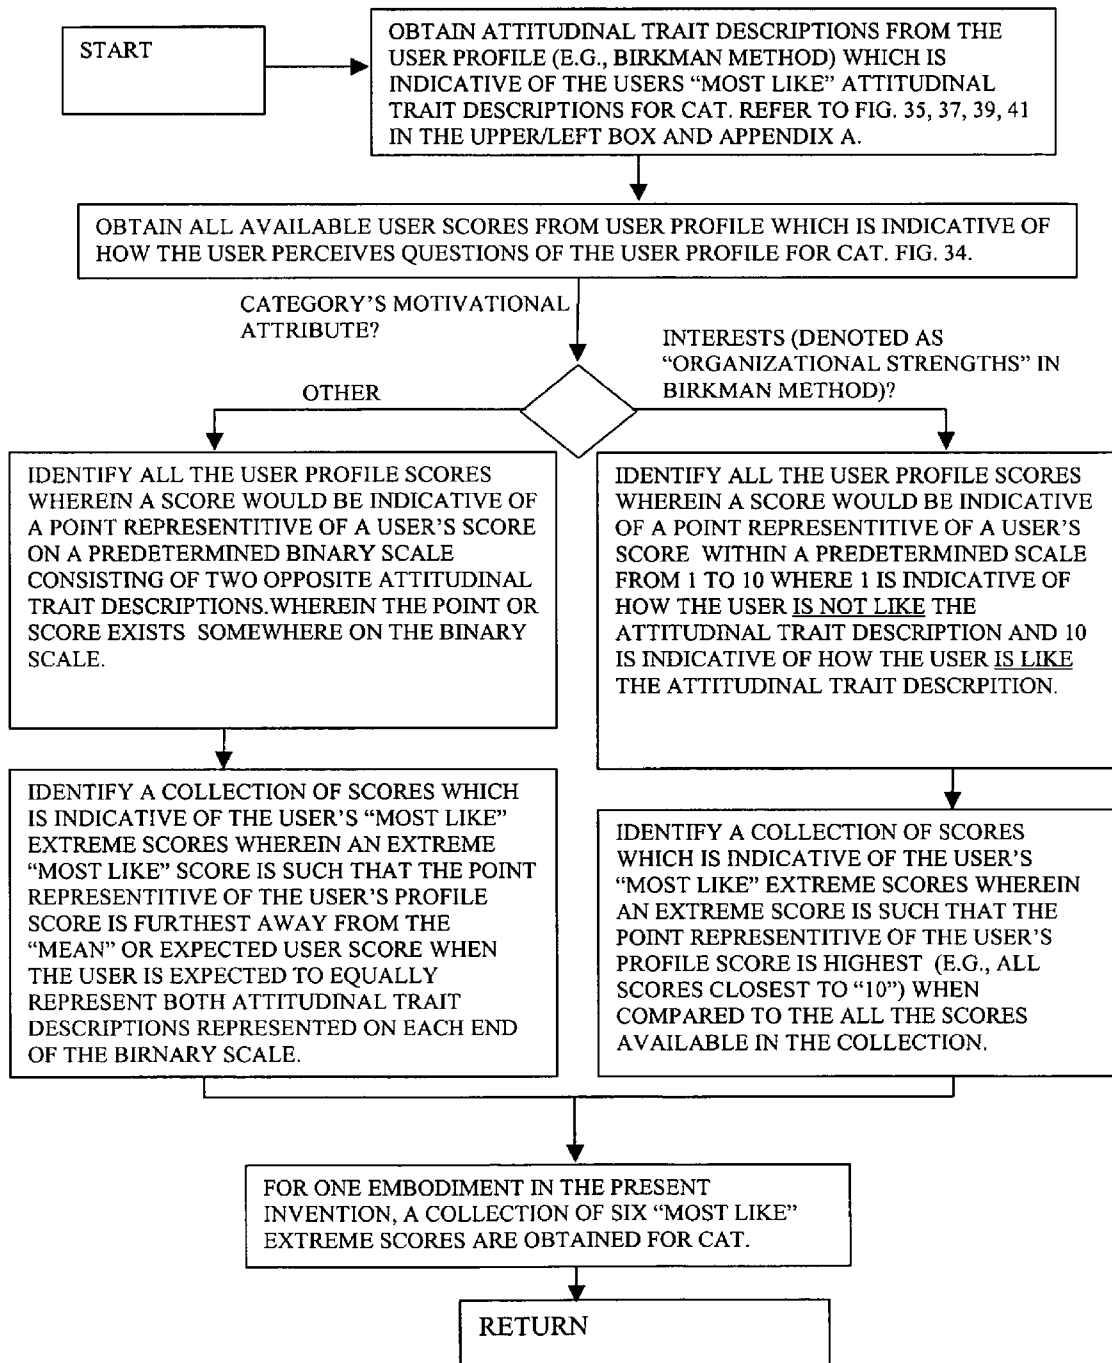 START
OBTAIN ATTITUDINAL TRAIT DESCRIPTIONS FROM THE
USER PROFILE (E.G., BIRKMAN METHOD) WHICH IS
INDICATIVE OF THE USERS “MOST LIKE” ATTITUDINAL
TRAIT DESCRIPTIONS FOR CAT. REFER TO FIG. 35, 37, 39, 41
IN THE UPPER/LEFT BOX AND APPENDIX A.
OBTAIN ALL AVAILABLE USER SCORES FROM USER PROFILE WHICH IS INDICATIVE OF
HOW THE USER PERCEIVES QUESTIONS OF THE USER PROFILE FOR CAT. FIG. 34.
CATEGORY’S MOTIVATIONAL
ATTRIBUTE?
INTERESTS (DENOTED AS
“ORGANIZATIONAL STRENGTHS” IN
BIRKMAN METHOD)?
OTHER
IDENTIFY ALL THE USER PROFILE SCORES
WHEREIN A SCORE WOULD BE INDICATIVE OF
A POINT REPRESENTITIVE OF A USER’S SCORE
ON A PREDETERMINED BINARY SCALE
CONSISTING OF TWO OPPOSITE ATTITUDINAL
TRAIT DESCRIPTIONS.WHEREIN THE POINT OR
SCORE EXISTS SOMEWHERE ON THE BINARY
SCALE.
IDENTIFY ALL THE USER PROFILE SCORES
WHEREIN A SCORE WOULD BE INDICATIVE
OF A POINT REPRESENTITIVE OF A USER’S
SCORE WITHIN A PREDETERMINED SCALE
FROM 1 TO 10 WHERE 1 IS INDICATIVE OF
HOW THE USER IS NOT LIKE THE
ATTITUDINAL TRAIT DESCRIPTION AND 10
IS INDICATIVE OF HOW THE USER IS LIKE
THE ATTITUDINAL TRAIT DESCRPITION.
IDENTIFY A COLLECTION OF SCORES WHICH
IS INDICATIVE OF THE USER’S “MOST LIKE”
EXTREME SCORES WHEREIN AN EXTREME
“MOST LIKE” SCORE IS SUCH THAT THE POINT
REPRESENTITIVE OF THE USER’S PROFILE
SCORE IS FURTHEST AWAY FROM THE
“MEAN” OR EXPECTED USER SCORE WHEN
THE USER IS EXPECTED TO EQUALLY
REPRESENT BOTH ATTITUDINAL TRAIT
DESCRIPTIONS REPRESENTED ON EACH END
OF THE BIRNARY SCALE.
IDENTIFY A COLLECTION OF SCORES
WHICH IS INDICATIVE OF THE USER’S
“MOST LIKE” EXTREME SCORES WHEREIN
AN EXTREME SCORE IS SUCH THAT THE
POINT REPRESENTITIVE OF THE USER’S
PROFILE SCORE IS HIGHEST (E.G., ALL
SCORES CLOSEST TO “10”) WHEN
COMPARED TO THE ALL THE SCORES
AVAILABLE IN THE COLLECTION.
FOR ONE EMBODIMENT IN THE PRESENT
INVENTION, A COLLECTION OF SIX “MOST LIKE”
EXTREME SCORES ARE OBTAINED FOR CAT.
RETURN